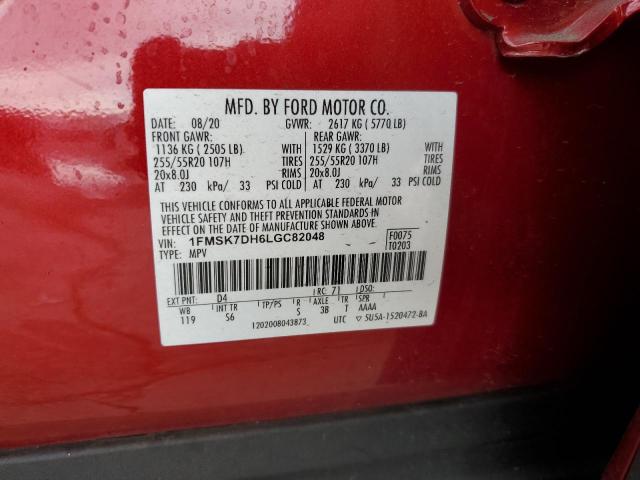 MFD. BY FORD MOTOR CO.
DATE: 08/20 GVWR: 2617 KG ( 5770 LB)
FRONT GAWR: REAR GAWR:
1136 KG ( 2505 LB) 1529 KG ( 3370 LB)
255/55R20 107H TIRES 255/55R20 107H TIRES
20x8.0J RIMS 20x8.0J RIMS
AT 230 kPa/ 33 PSI COLD AT 230 kPa/ 33 PSI COLD
THIS VEHICLE CONFORMS TO ALL APPLICABLE FEDERAL MOTOR
VEHICLE SAFETY AND THEFT PREVENTION STANDARDS IN
EFFECT ON THE DATE OF MANUFACTURE SHOWN ABOVE.
VIN: 1FMSK7DH6LGC82048 F0075
TYPE: MPV T0203
EXT PNT: D4 RC: 71 DSO:
WB INT TR TP/PS R AXLE TR SPR
119 S6 S 3B T AAAA
1202008043873 UTC ▽ 5U5A-1520472-BA